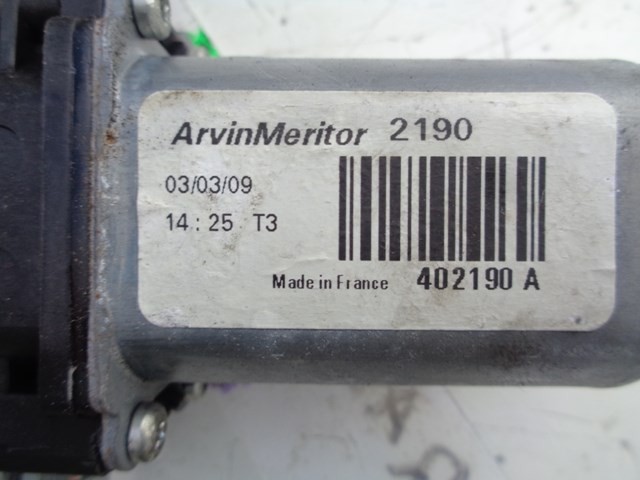 ArvinMeritor 2190
03/03/09
14:25 T3
Made in France 402190 A